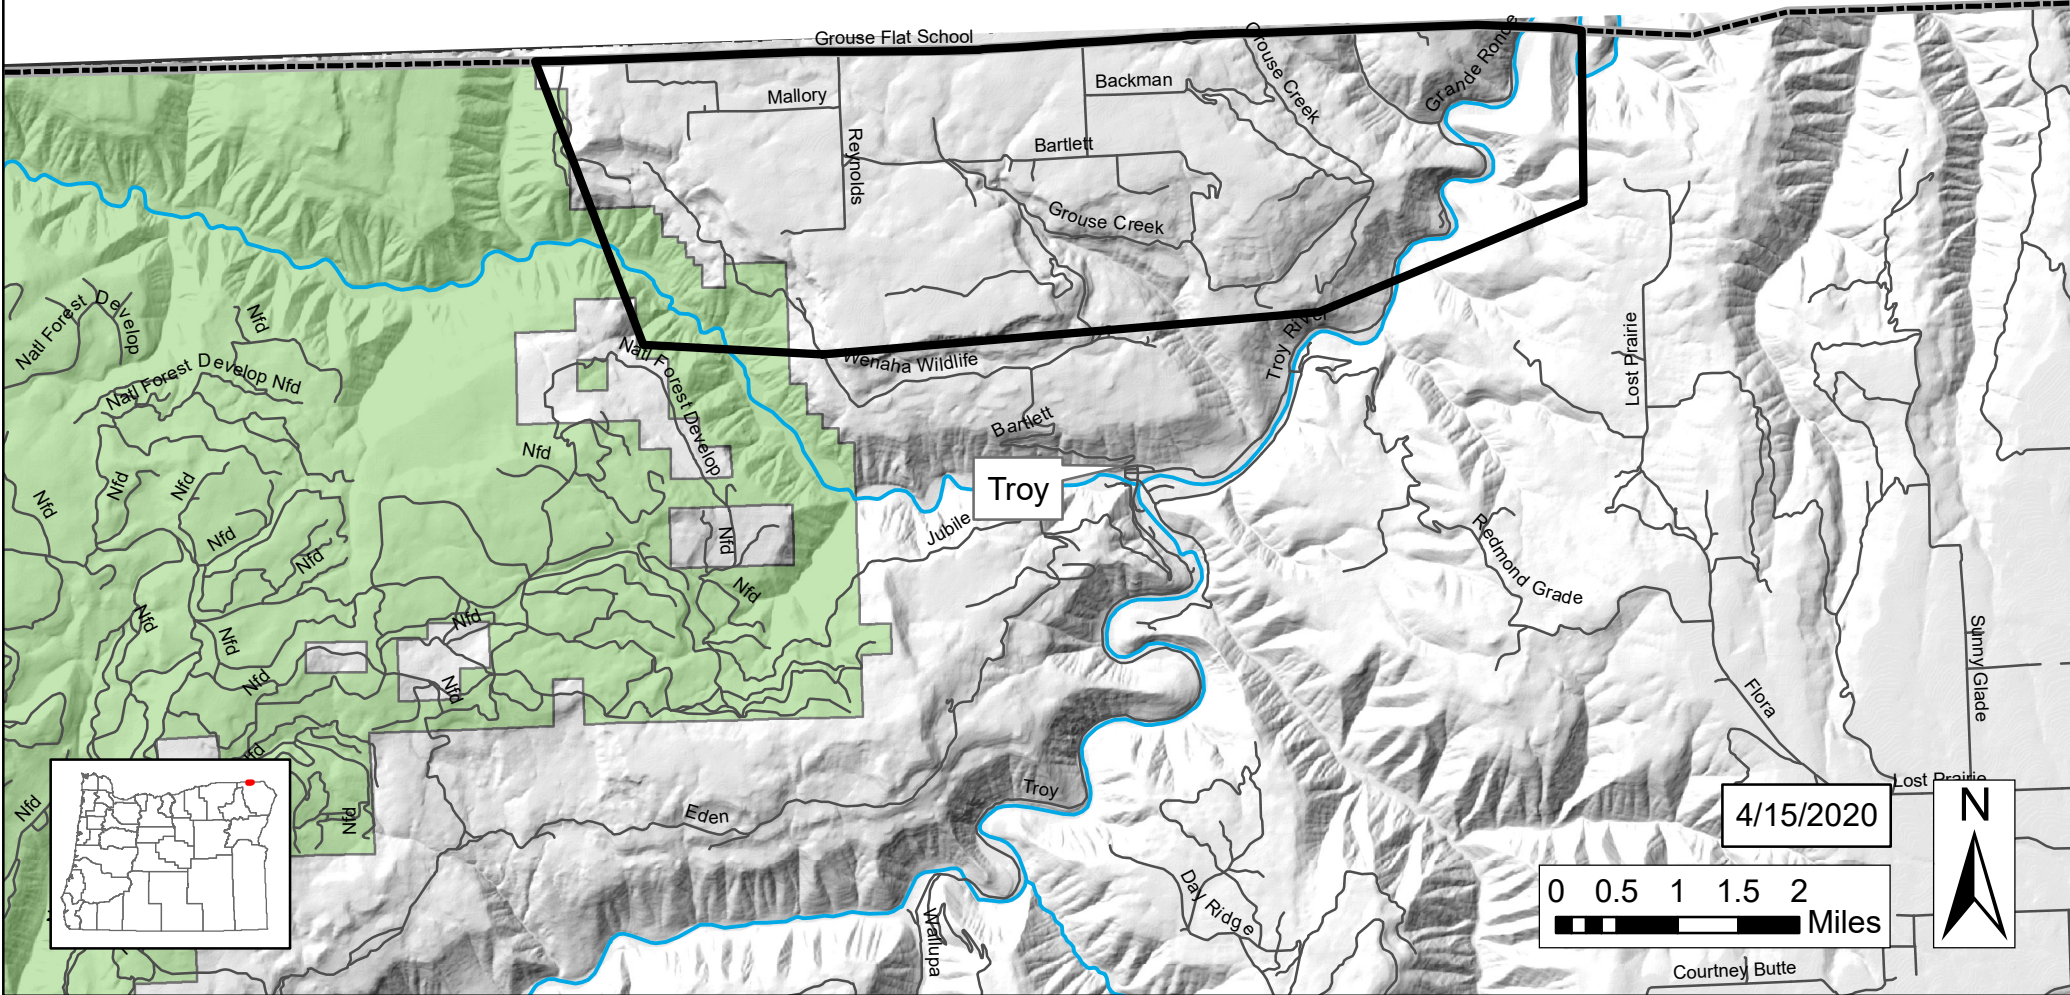 Grouse Flat School
Grouse Creek
Grande Ronde
Backman
Mallory
Reynolds
Bartlett
Grouse Creek
Natl Forest Develop
Nfd
Natl Forest Develop Nfd
Natl Forest Develop
Wenaha Wildlife
Troy River
Lost Prairie
Bartlett
Nfd
Nfd
Nfd
Nfd
Troy
Jubile
Nfd
Nfd
Nfd
Redmond Grade
Nfd
Nfd
Nfd
Nfd
Nfd
Nfd
Sunny Glade
Flora
Nfd
Troy
Lost Prairie
Eden
Nfd
Nfd
4/15/2020
N
Day Ridge
Wallupa
0 0.5 1 1.5 2
Miles
Courtney Butte